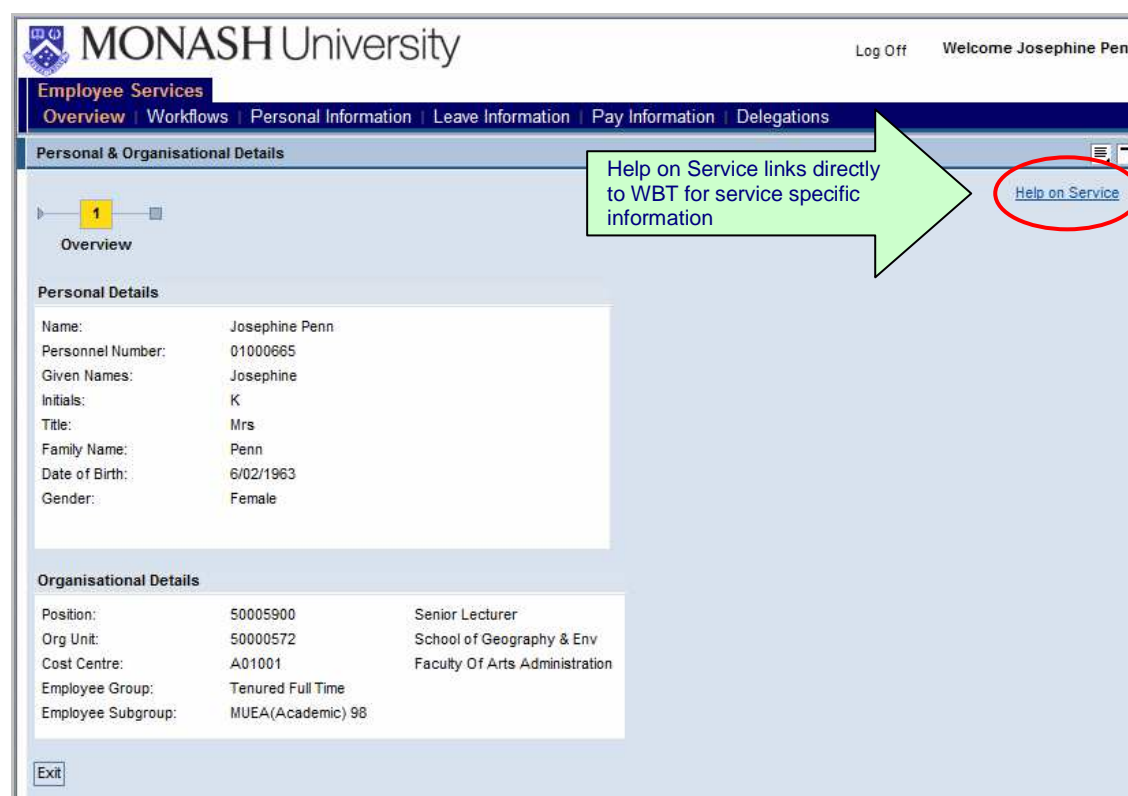 MONASH University
Log Off Welcome Josephine Pen
Employee Services
Overview | Workflows | Personal Information | Leave Information | Pay Information | Delegations
Personal & Organisational Details
Help on Service links directly
to WBT for service specific
information
Help on Service
1
Overview
Personal Details
Name: Josephine Penn
Personnel Number: 01000665
Given Names: Josephine
Initials: K
Title: Mrs
Family Name: Penn
Date of Birth: 6/02/1963
Gender: Female
Organisational Details
Position: 50005900 Senior Lecturer
Org Unit: 50000572 School of Geography & Env
Cost Centre: A01001 Faculty Of Arts Administration
Employee Group: Tenured Full Time
Employee Subgroup: MUEA(Academic) 98
Exit